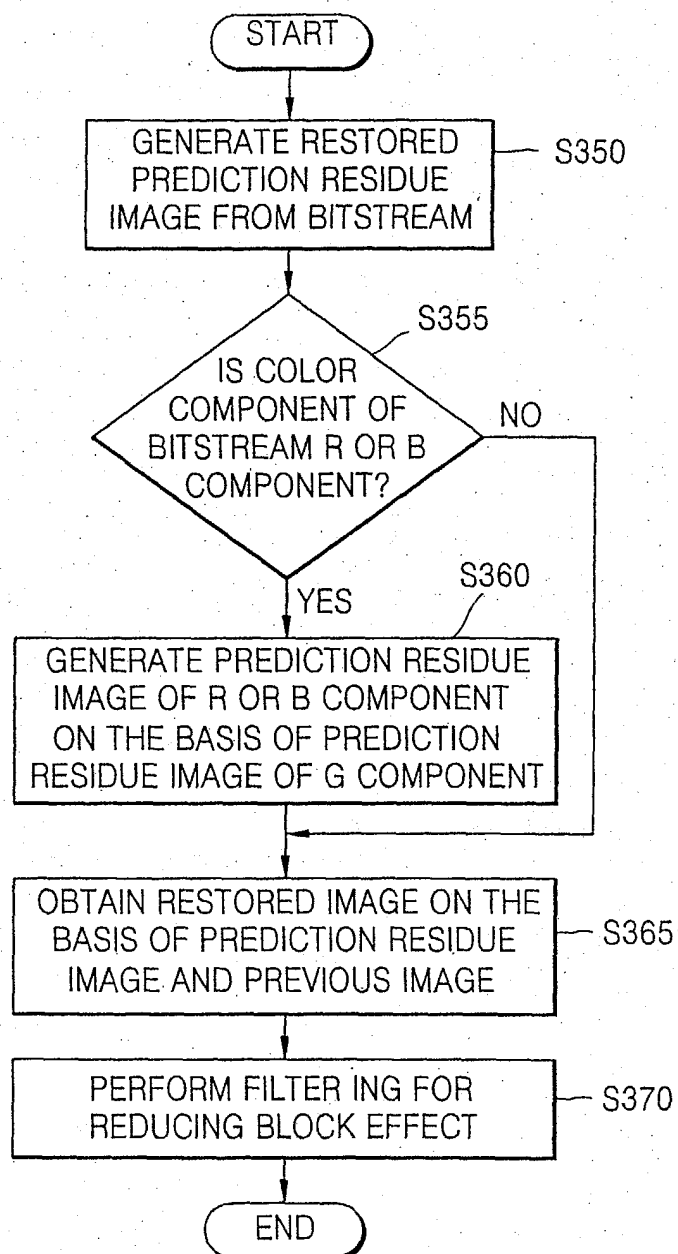 START
GENERATE RESTORED
PREDICTION RESIDUE
IMAGE FROM BITSTREAM
S350
S355
IS COLOR
COMPONENT OF
BITSTREAM R OR B
COMPONENT?
NO
YES
S360
GENERATE PREDICTION RESIDUE
IMAGE OF R OR B COMPONENT
ON THE BASIS OF PREDICTION
RESIDUE IMAGE OF G COMPONENT
OBTAIN RESTORED IMAGE ON THE
BASIS OF PREDICTION RESIDUE
IMAGE AND PREVIOUS IMAGE
S365
PERFORM FILTER ING FOR
REDUCING BLOCK EFFECT
S370
END